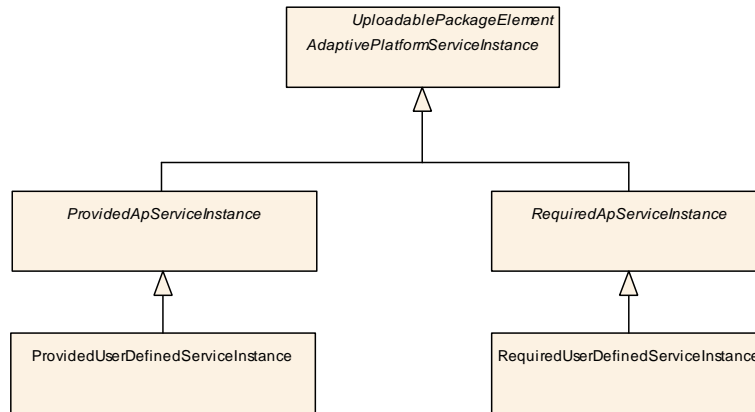 UploadablePackageElement
AdaptivePlatformServiceInstance
ProvidedApServiceInstance
RequiredApServiceInstance
ProvidedUserDefinedServiceInstance
RequiredUserDefinedServiceInstance